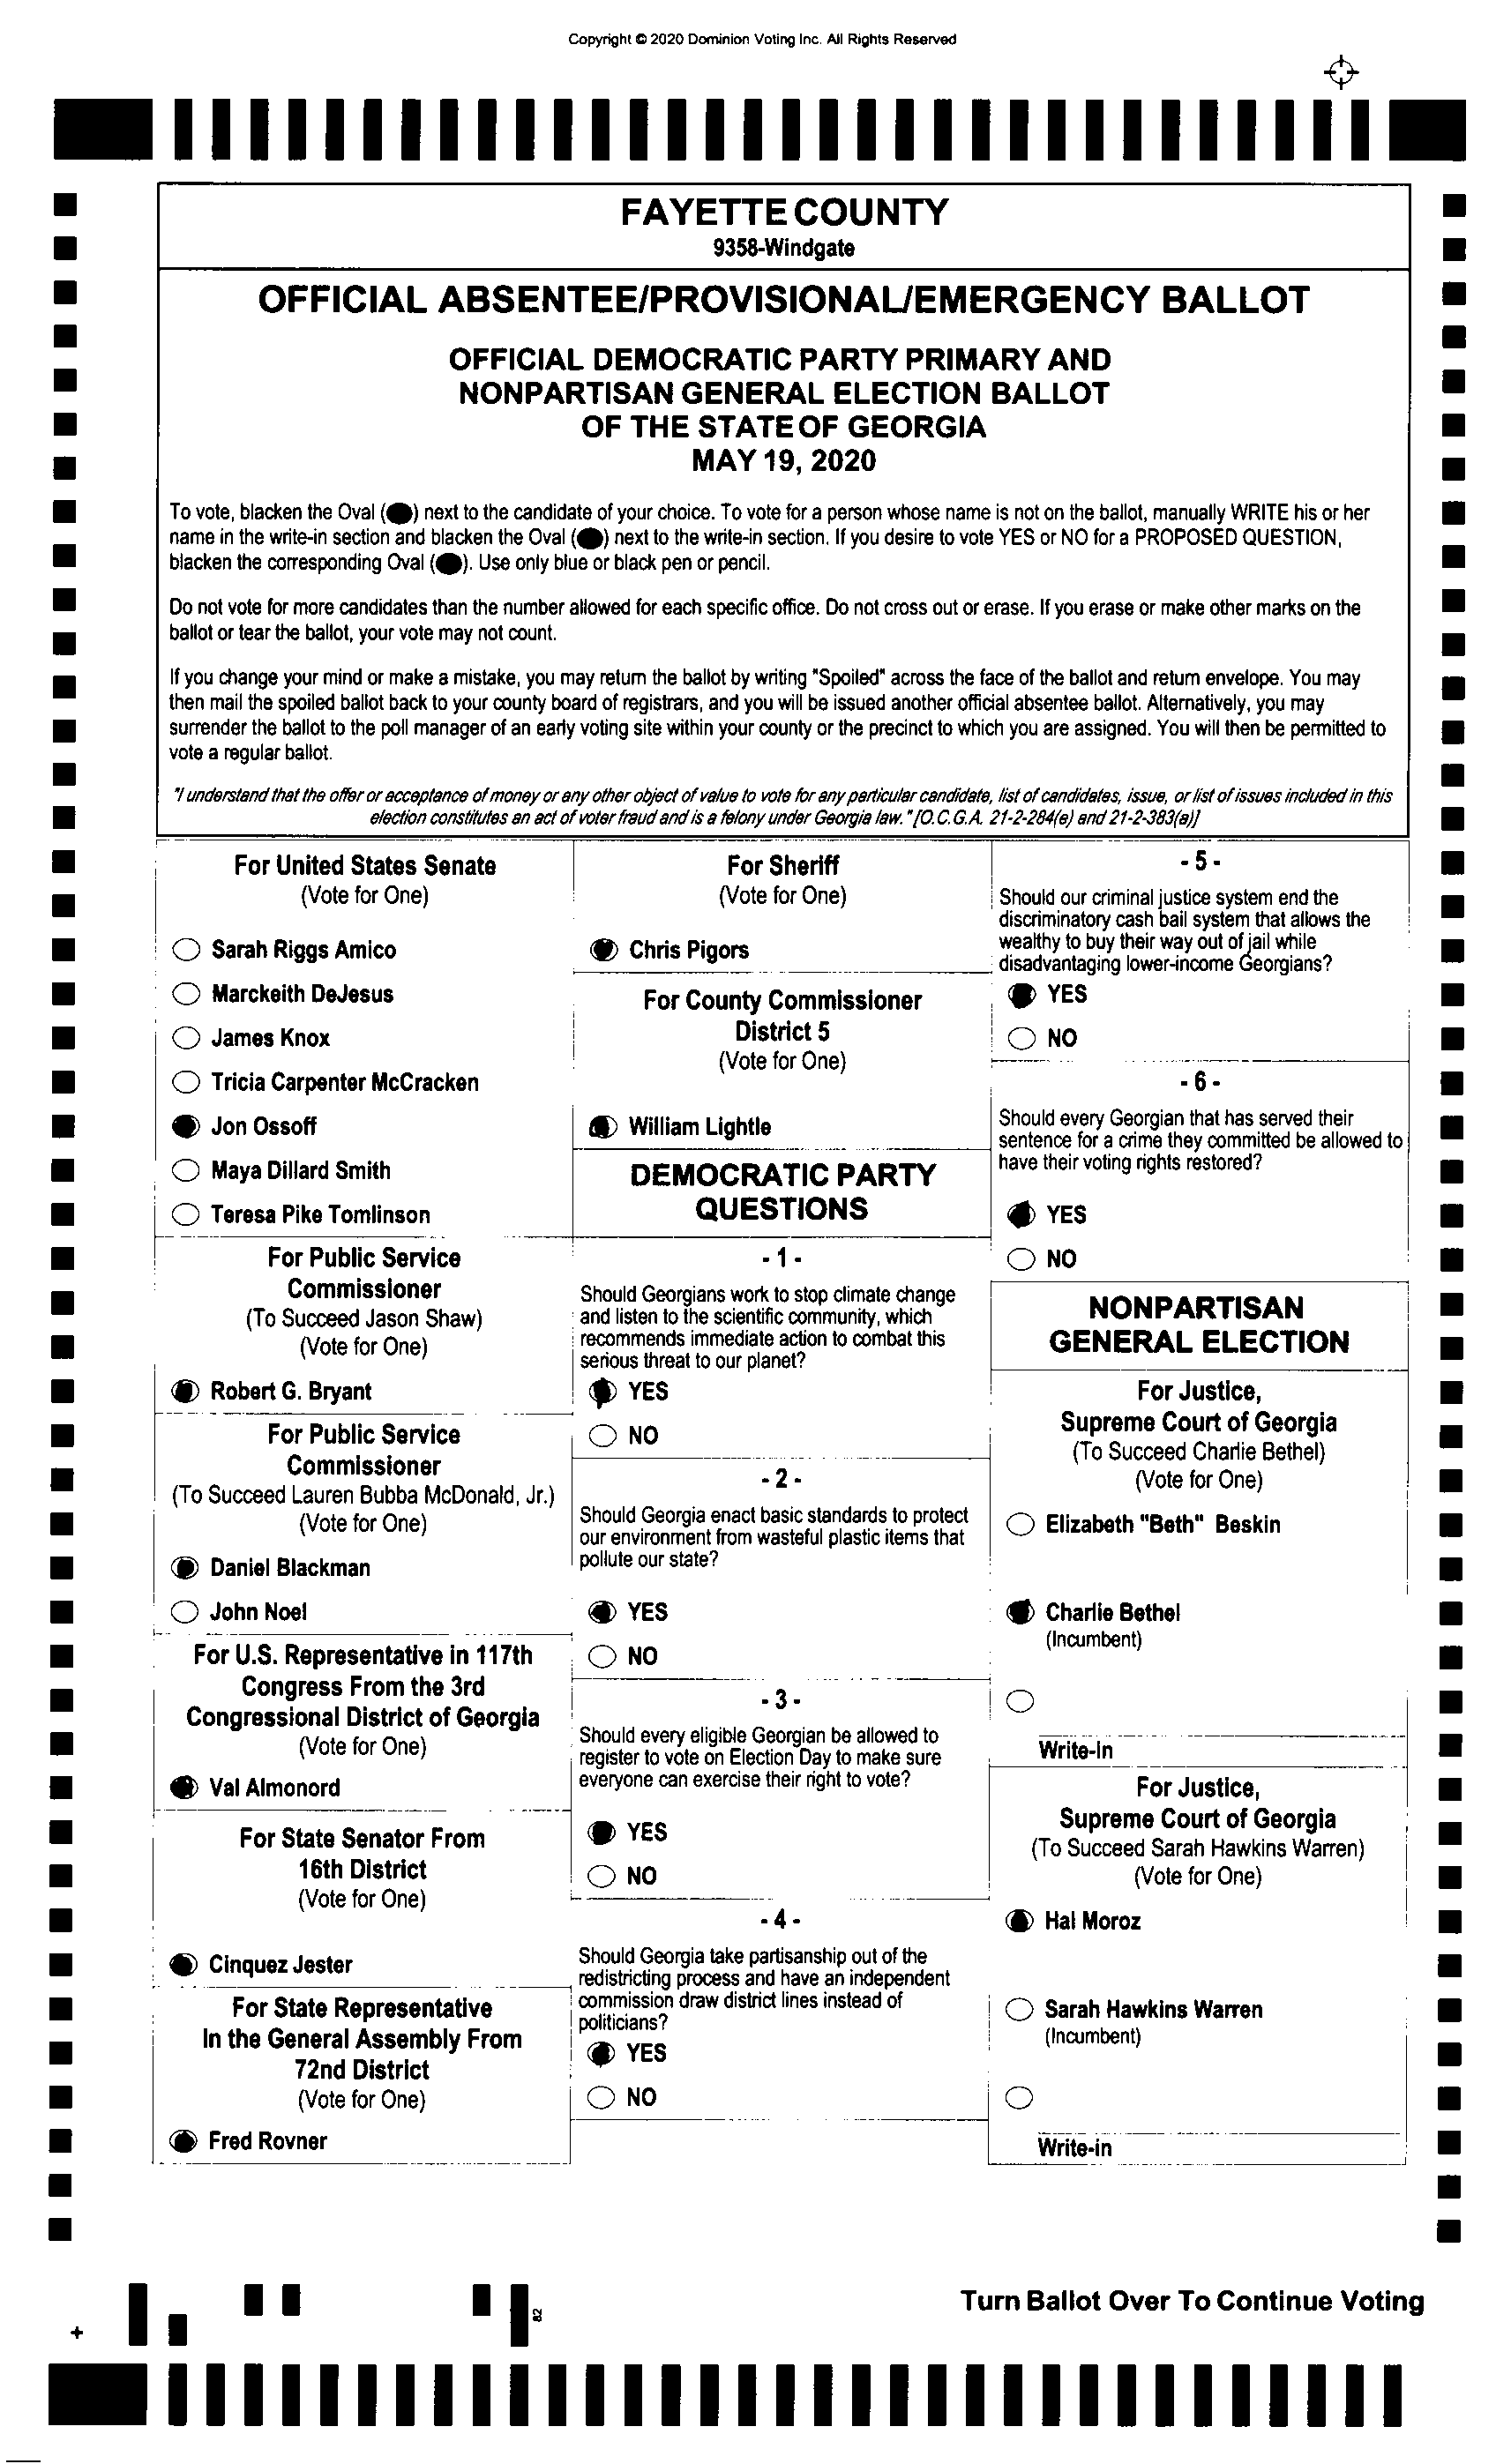 Copyright © 2020 Dominion Voting Inc. All Rights Reserved
FAYETTE COUNTY
9358-Windgate
OFFICIAL ABSENTEE/PROVISIONAL/EMERGENCY BALLOT
OFFICIAL DEMOCRATIC PARTY PRIMARY AND
NONPARTISAN GENERAL ELECTION BALLOT
OF THE STATE OF GEORGIA
MAY 19, 2020
To vote, blacken the Oval ( ) next to the candidate of your choice. To vote for a person whose name is not on the ballot, manually WRITE his or her
name in the write-in section and blacken the Oval ( ) next to the write-in section. If you desire to vote YES or NO for a PROPOSED QUESTION,
blacken the corresponding Oval ( ). Use only blue or black pen or pencil.
Do not vote for more candidates than the number allowed for each specific office. Do not cross out or erase. If you erase or make other marks on the
ballot or tear the ballot, your vote may not count.
If you change your mind or make a mistake, you may return the ballot by writing "Spoiled" across the face of the ballot and return envelope. You may
then mail the spoiled ballot back to your county board of registrars, and you will be issued another official absentee ballot. Alternatively, you may
surrender the ballot to the poll manager of an early voting site within your county or the precinct to which you are assigned. You will then be permitted to
vote a regular ballot.
"I understand that the offer or acceptance of money or any other object of value to vote for any particular candidate, list of candidates, issue, or list of issues included in this
election constitutes an act of voter fraud and is a felony under Georgia law." [O.C.G.A. 21-2-284(e) and 21-2-383(a)]
For United States Senate
(Vote for One)
Sarah Riggs Amico
Marckeith DeJesus
James Knox
Tricia Carpenter McCracken
Jon Ossoff
Maya Dillard Smith
Teresa Pike Tomlinson
For Public Service
Commissioner
(To Succeed Jason Shaw)
(Vote for One)
Robert G. Bryant
For Public Service
Commissioner
(To Succeed Lauren Bubba McDonald, Jr.)
(Vote for One)
Daniel Blackman
John Noel
For U.S. Representative in 117th
Congress From the 3rd
Congressional District of Georgia
(Vote for One)
Val Almonord
For State Senator From
16th District
(Vote for One)
Cinquez Jester
For State Representative
In the General Assembly From
72nd District
(Vote for One)
Fred Rovner
For Sheriff
(Vote for One)
Chris Pigors
For County Commissioner
District 5
(Vote for One)
William Lightle
DEMOCRATIC PARTY
QUESTIONS
- 1 -
Should Georgians work to stop climate change
and listen to the scientific community, which
recommends immediate action to combat this
serious threat to our planet?
YES
NO
- 2 -
Should Georgia enact basic standards to protect
our environment from wasteful plastic items that
pollute our state?
YES
NO
- 3 -
Should every eligible Georgian be allowed to
register to vote on Election Day to make sure
everyone can exercise their right to vote?
YES
NO
- 4 -
Should Georgia take partisanship out of the
redistricting process and have an independent
commission draw district lines instead of
politicians?
YES
NO
- 5 -
Should our criminal justice system end the
discriminatory cash bail system that allows the
wealthy to buy their way out of jail while
disadvantaging lower-income Georgians?
YES
NO
- 6 -
Should every Georgian that has served their
sentence for a crime they committed be allowed to
have their voting rights restored?
YES
NO
NONPARTISAN
GENERAL ELECTION
For Justice,
Supreme Court of Georgia
(To Succeed Charlie Bethel)
(Vote for One)
Elizabeth "Beth" Beskin
Charlie Bethel
(Incumbent)
Write-in
For Justice,
Supreme Court of Georgia
(To Succeed Sarah Hawkins Warren)
(Vote for One)
Hal Moroz
Sarah Hawkins Warren
(Incumbent)
Write-in
82
Turn Ballot Over To Continue Voting